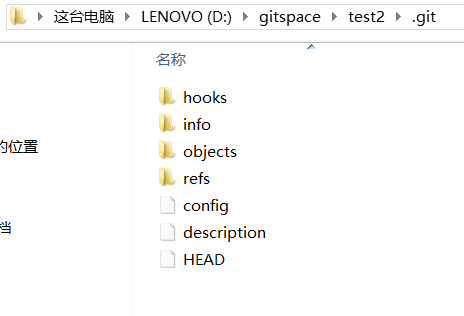 这台电脑 LENOVO (D:) gitspace test2 .git
名称
hooks
info
的位置
objects
refs
config
档
description
HEAD